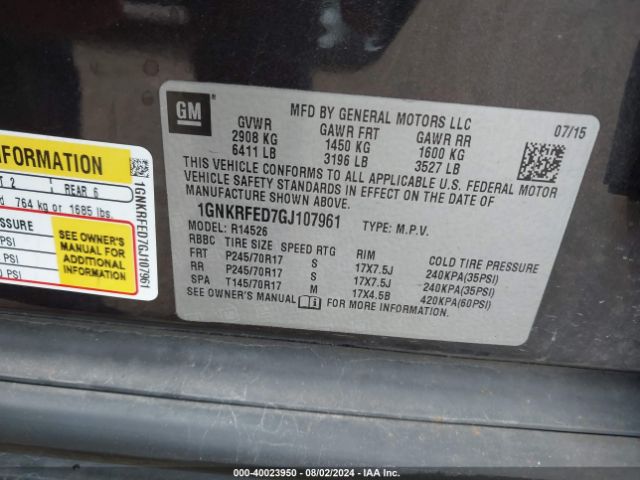 GM
MFD BY GENERAL MOTORS LLC
07/15
GVWR GAWR FRT GAWR RR
2908 KG 1450 KG 1600 KG
6411 LB 3196 LB 3527 LB
THIS VEHICLE CONFORMS TO ALL APPLICABLE U.S. FEDERAL MOTOR
VEHICLE SAFETY STANDARDS IN EFFECT ON THE DATE OF
MANUFACTURE SHOWN ABOVE.
1GNKRFED7GJ107961 TYPE: M.P.V.
MODEL: R14526
RBBC TIRE SIZE SPEED RTG RIM COLD TIRE PRESSURE
FRT P245/70R17 S 17X7.5J 240KPA(35PSI)
RR P245/70R17 S 17X7.5J 240KPA(35PSI)
SPA T145/70R17 M 17X4.5B 420KPA(60PSI)
SEE OWNER'S MANUAL FOR MORE INFORMATION.
INFORMATION
2 REAR 6
764 kg or 1685 lbs.
SSURE
PSI
PSI
PSI
SEE OWNER'S
MANUAL FOR
ADDITIONAL
INFORMATION
1GNKRFED7GJ107961
000-40023950 - 08/02/2024 - IAA Inc.